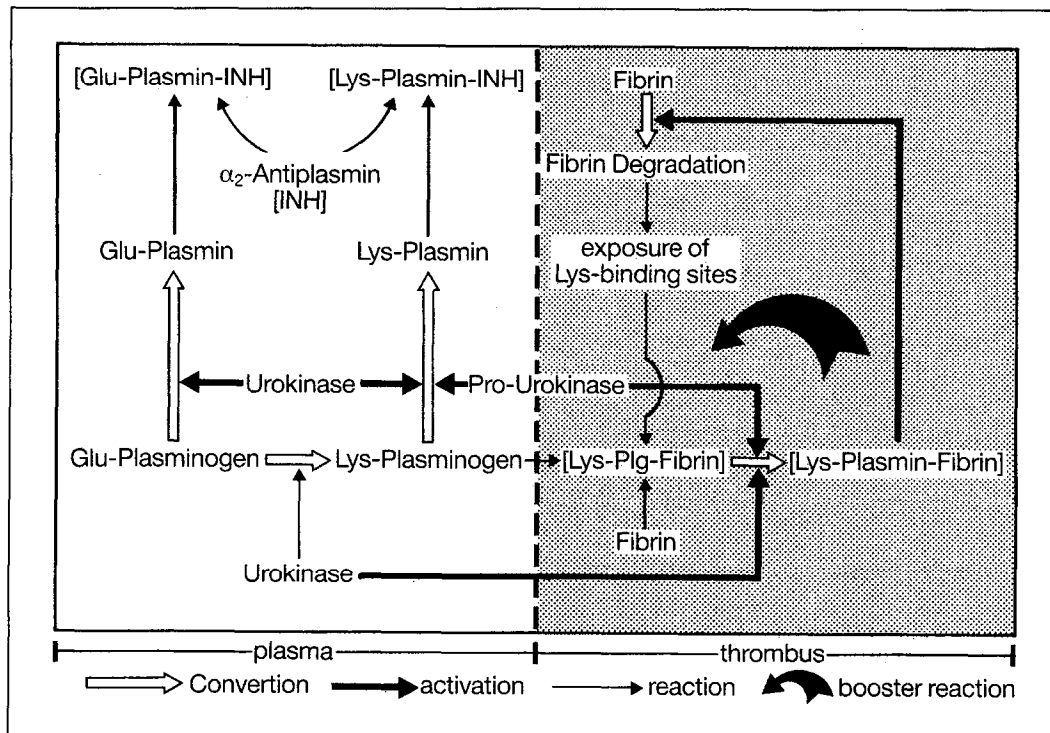 [Glu-Plasmin-INH]
[Lys-Plasmin-INH]
α₂-Antiplasmin
[INH]
Glu-Plasmin
Lys-Plasmin
Urokinase
Pro-Urokinase
Glu-Plasminogen
Lys-Plasminogen
Urokinase
Fibrin
Fibrin Degradation
exposure of
Lys-binding sites
[Lys-Plg-Fibrin]
[Lys-Plasmin-Fibrin]
Fibrin
plasma
thrombus
Convertion
activation
reaction
booster reaction